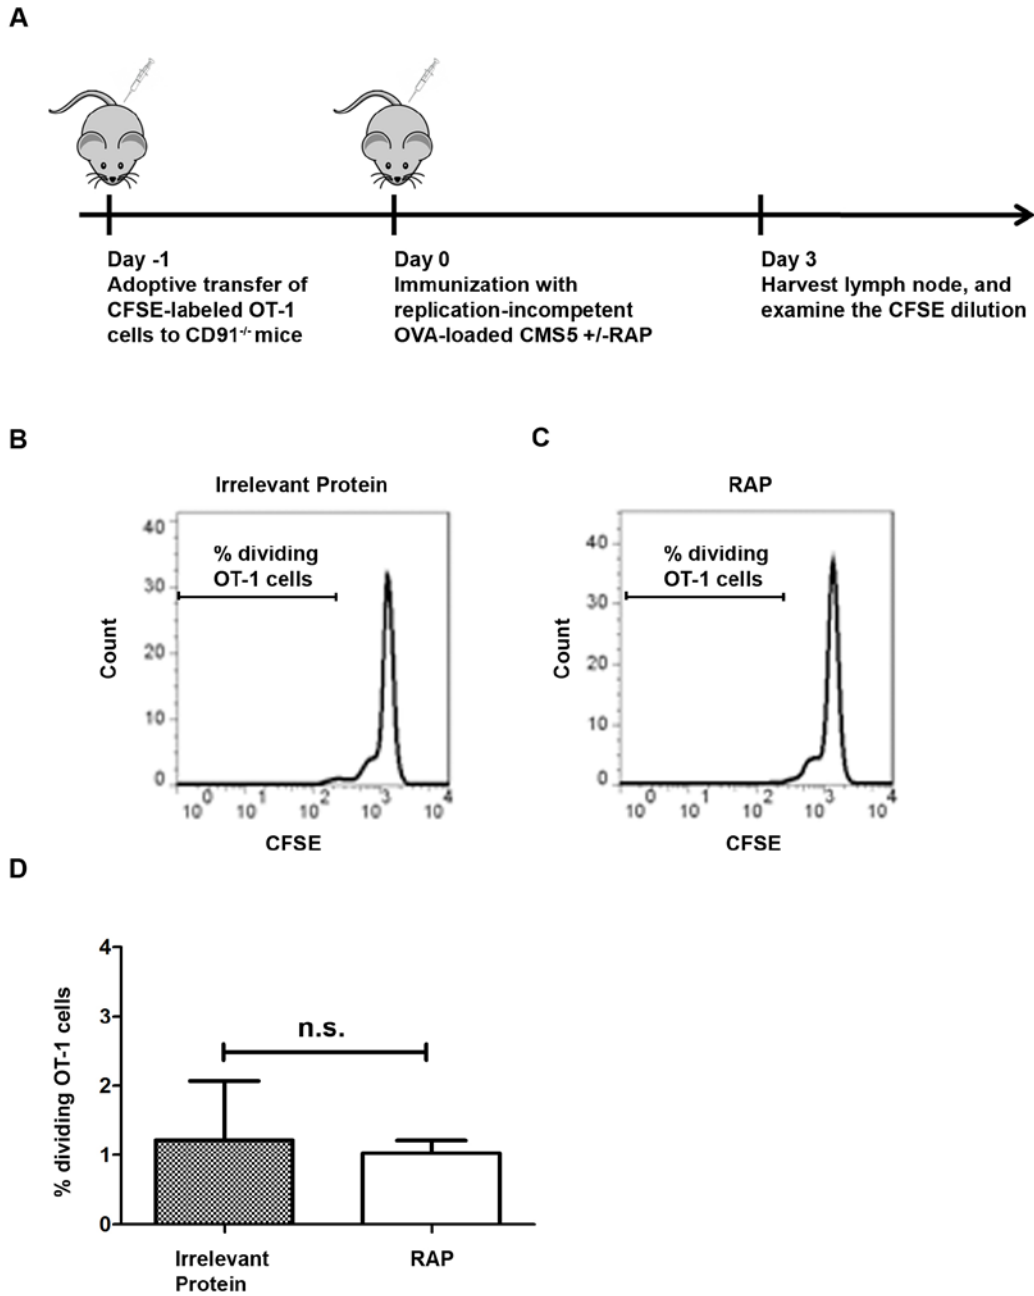 A
Day -1
Adoptive transfer of
CFSE-labeled OT-1
cells to CD91-/- mice
Day 0
Immunization with
replication-incompetent
OVA-loaded CMS5 +/-RAP
Day 3
Harvest lymph node, and
examine the CFSE dilution
B
Irrelevant Protein
% dividing
OT-1 cells
Count
40
30
20
10
0
10^0 10^1 10^2 10^3 10^4
CFSE
C
RAP
% dividing
OT-1 cells
Count
40
30
20
10
0
10^0 10^1 10^2 10^3 10^4
CFSE
D
% dividing OT-1 cells
4
3
2
1
0
n.s.
Irrelevant
Protein
RAP